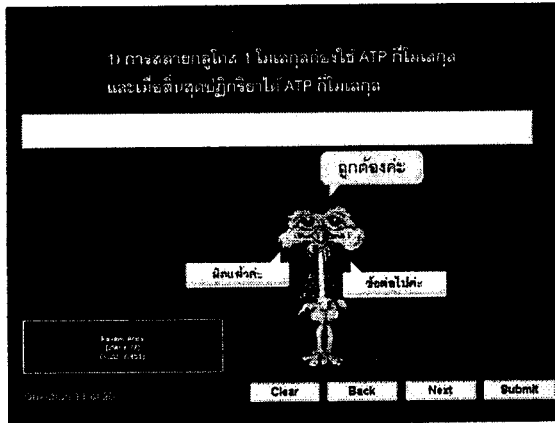 1) การสลายกลูโคส 1 โมเลกุลต้องใช้ ATP กี่โมเลกุล
และเมื่อสิ้นสุดปฏิกิริยาได้ ATP กี่โมเลกุล
ถูกต้องค่ะ
ผิดแล้วค่ะ
ข้อต่อไปค่ะ
Clear
Back
Next
Submit